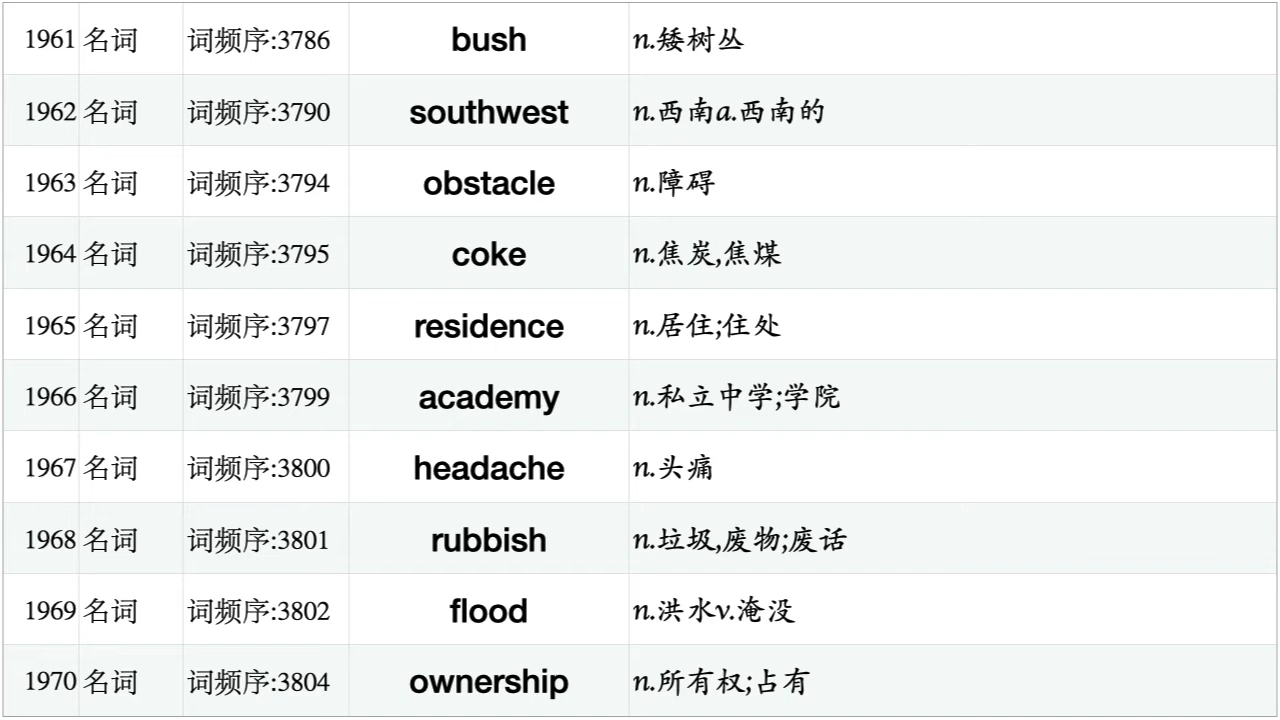 1961 名词 词频序:3786 bush n.矮树丛
1962 名词 词频序:3790 southwest n.西南a.西南的
1963 名词 词频序:3794 obstacle n.障碍
1964 名词 词频序:3795 coke n.焦炭,焦煤
1965 名词 词频序:3797 residence n.居住;住处
1966 名词 词频序:3799 academy n.私立中学;学院
1967 名词 词频序:3800 headache n.头痛
1968 名词 词频序:3801 rubbish n.垃圾,废物;废话
1969 名词 词频序:3802 flood n.洪水v.淹没
1970 名词 词频序:3804 ownership n.所有权;占有